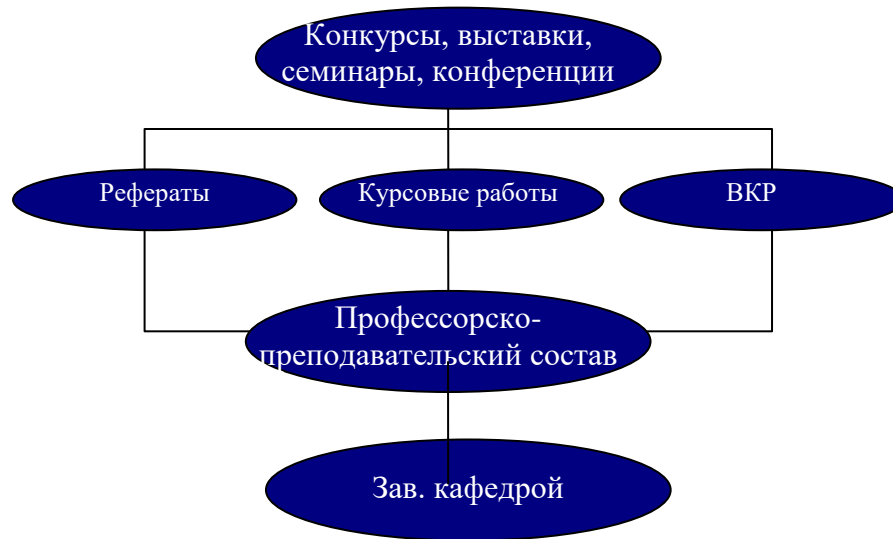 Конкурсы, выставки,
семинары, конференции
Рефераты
Курсовые работы
ВКР
Профессорско-
преподавательский состав
Зав. кафедрой